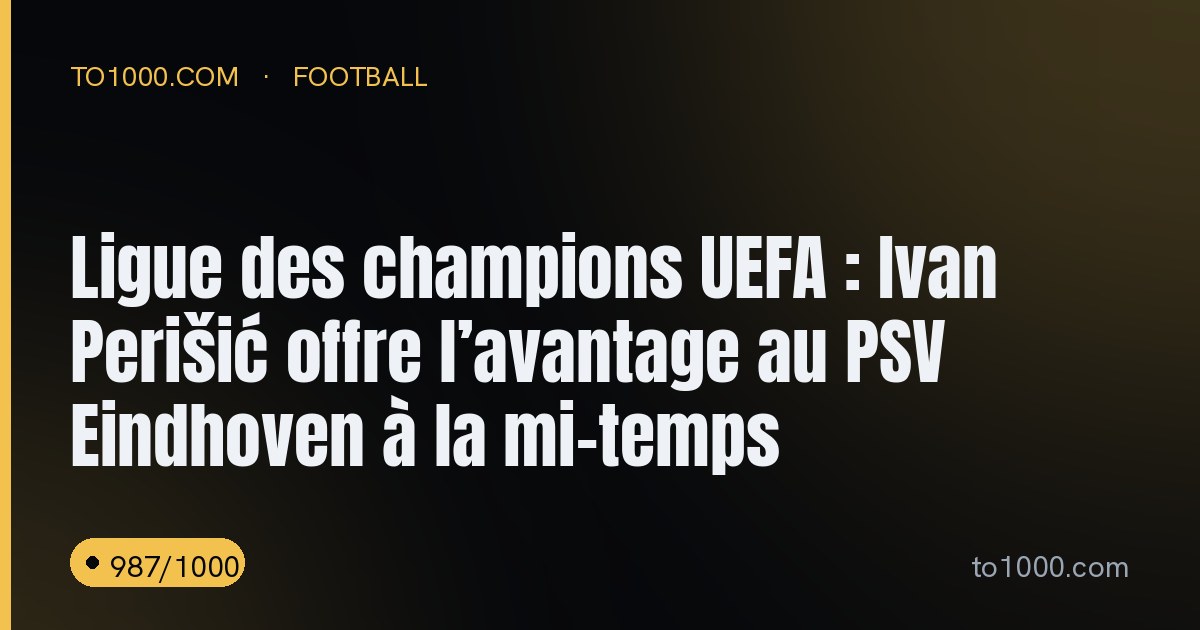 TO1000.COM · FOOTBALL
Ligue des champions UEFA : Ivan
Perišić offre l’avantage au PSV
Eindhoven à la mi-temps
987/1000
to1000.com